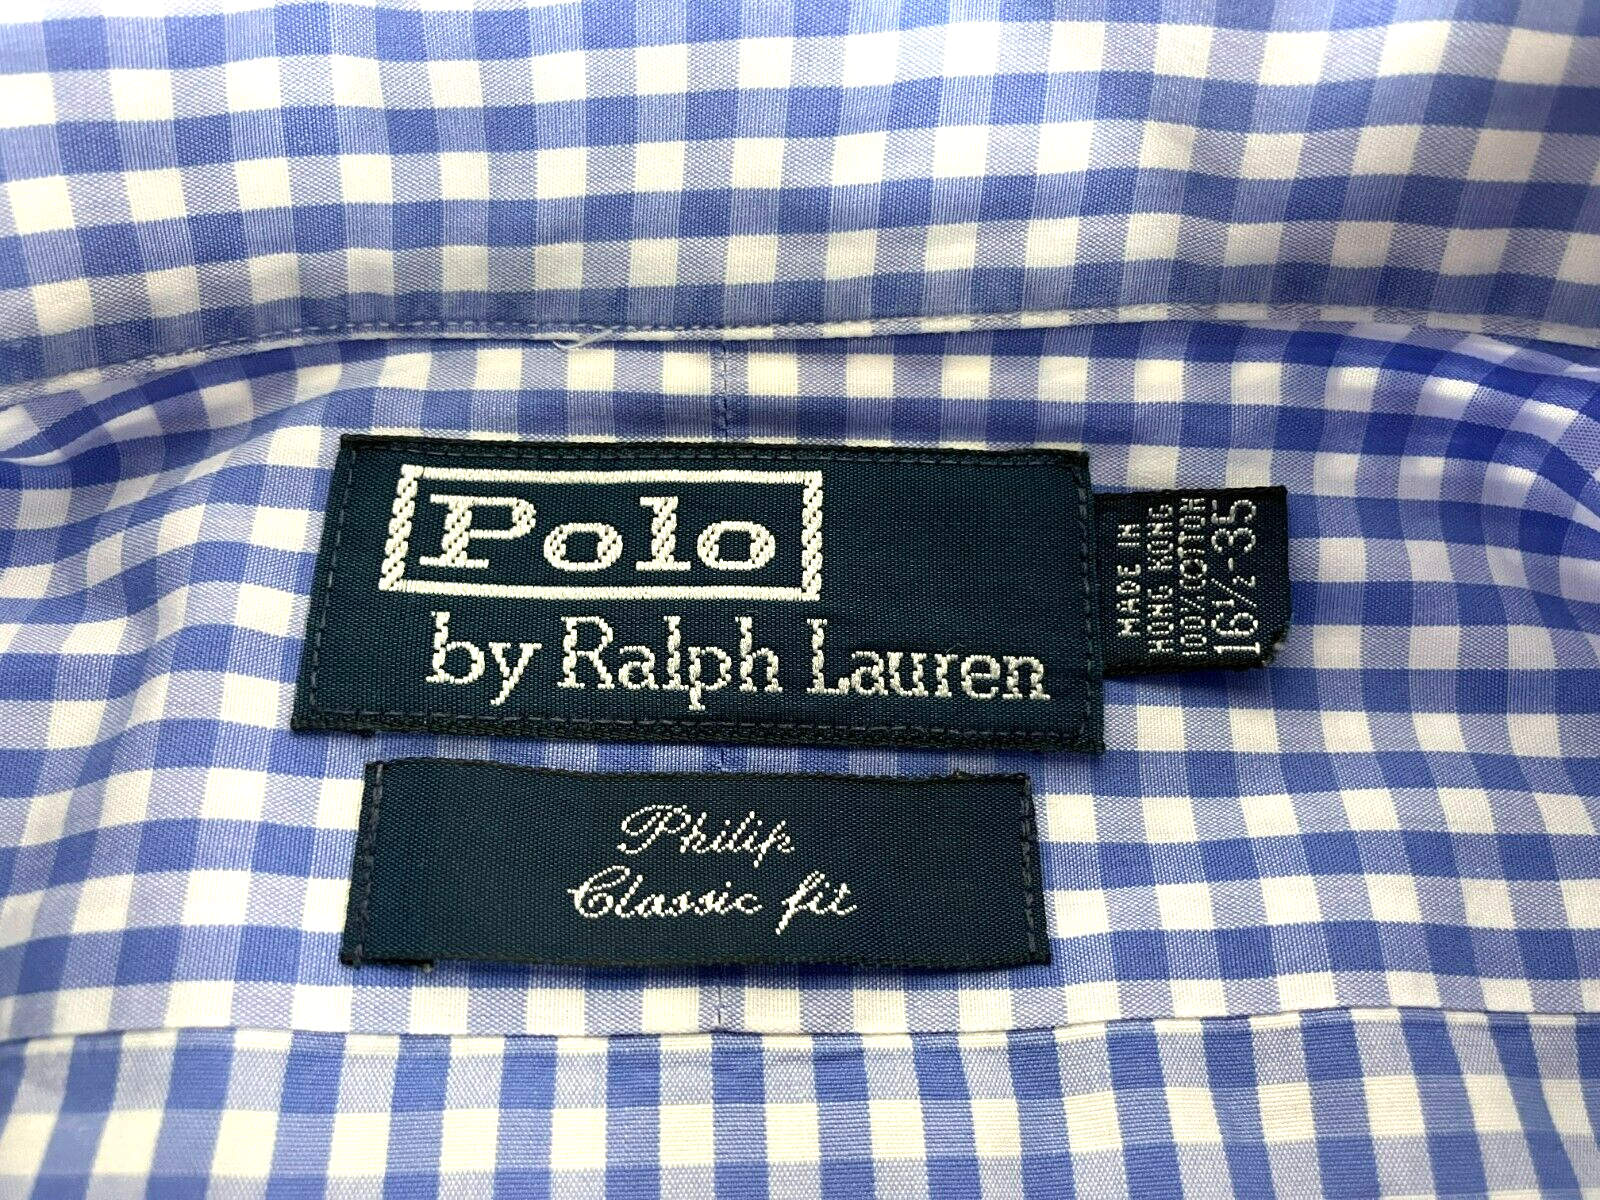 Polo
by Ralph Lauren
MADE IN
HONG KONG
100% COTTON
16½-35
Philip
Classic fit